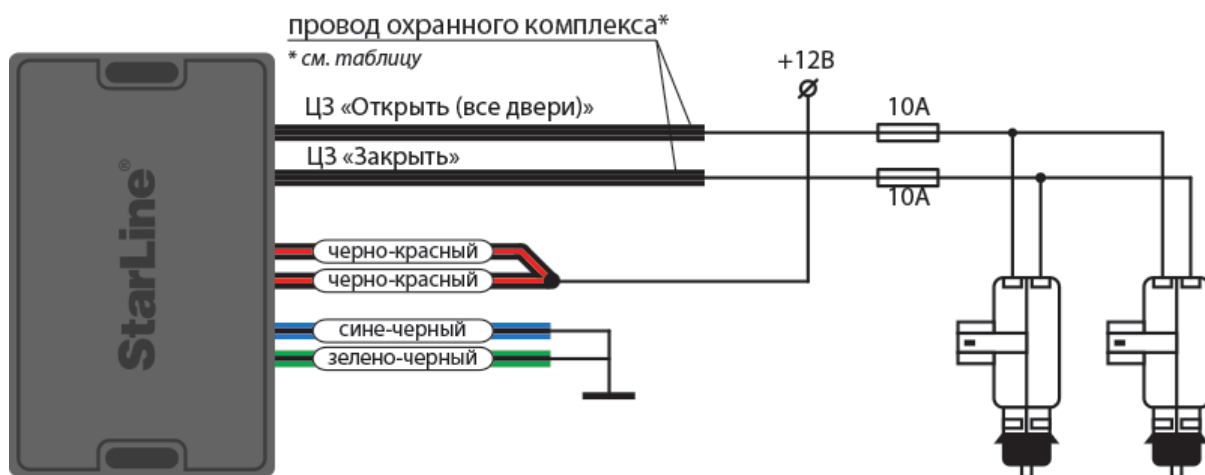 провод охранного комплекса*
* см. таблицу
+12В
ЦЗ «Открыть (все двери)»
10А
ЦЗ «Закрыть»
10А
StarLine®
черно-красный
черно-красный
сине-черный
зелено-черный